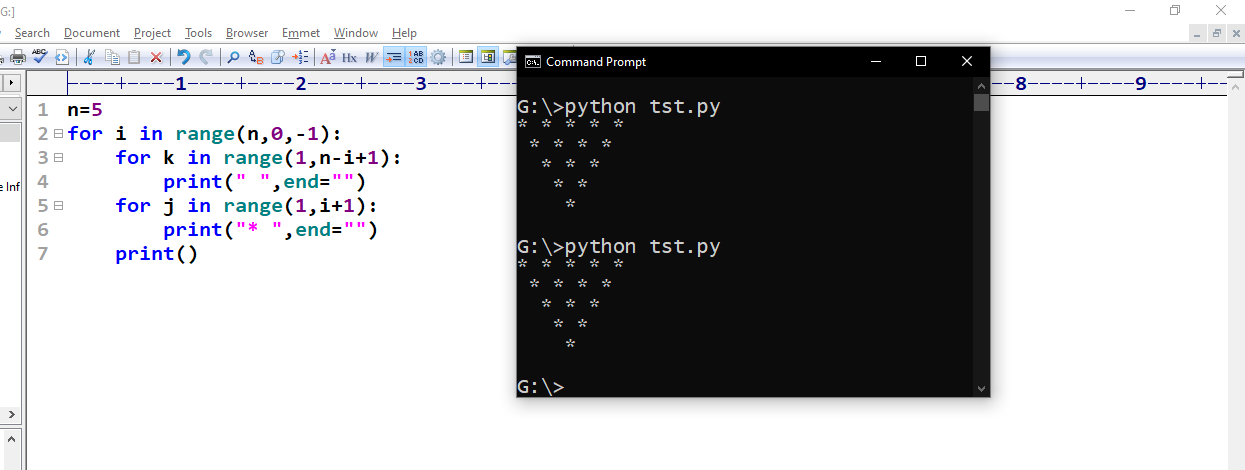 G:]
Search Document Project Tools Browser Emmet Window Help
1 2 3 8 9
e Inf
1 n=5
2 for i in range(n,0,-1):
3     for k in range(1,n-i+1):
4         print(" ",end="")
5     for j in range(1,i+1):
6         print("* ",end="")
7     print()
Command Prompt
G:\>python tst.py
* * * * *
 * * * *
  * * *
   * *
    *
G:\>python tst.py
* * * * *
 * * * *
  * * *
   * *
    *
G:\>